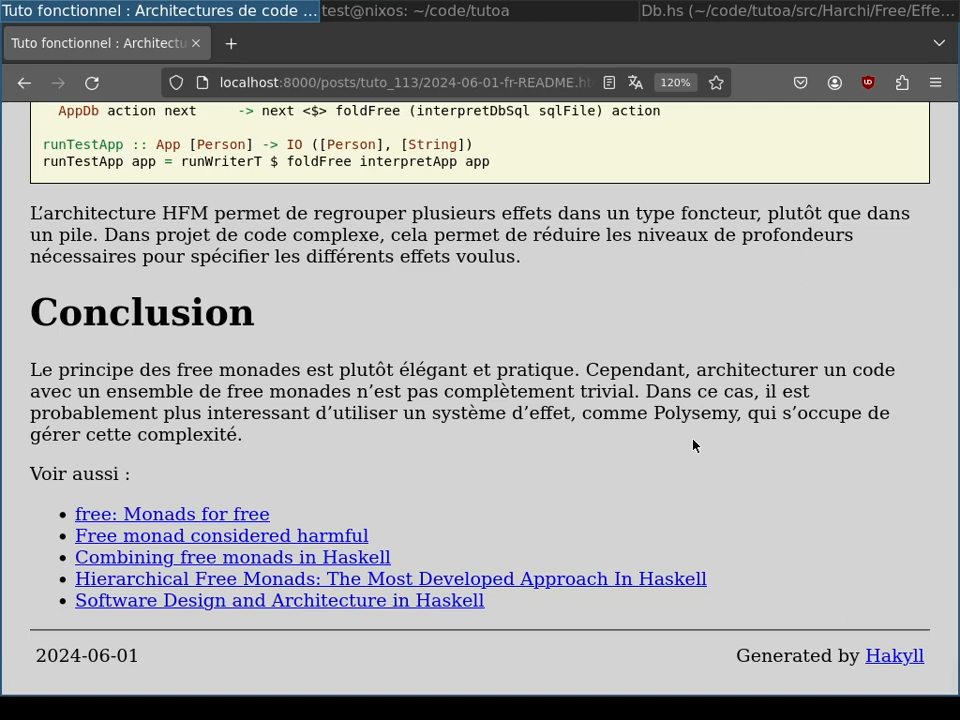 Tuto fonctionnel : Architectures de code ... test@nixos: ~/code/tutoa Db.hs (~/code/tutoa/src/Harchi/Free/Effe...
Tuto fonctionnel : Architectu
localhost:8000/posts/tuto_113/2024-06-01-fr-README.ht 120%
AppDb action next -> next <$> foldFree (interpretDbSql sqlFile) action
runTestApp :: App [Person] -> IO ([Person], [String])
runTestApp app = runWriterT $ foldFree interpretApp app
L’architecture HFM permet de regrouper plusieurs effets dans un type foncteur, plutôt que dans
un pile. Dans projet de code complexe, cela permet de réduire les niveaux de profondeurs
nécessaires pour spécifier les différents effets voulus.
Conclusion
Le principe des free monades est plutôt élégant et pratique. Cependant, architecturer un code
avec un ensemble de free monades n’est pas complètement trivial. Dans ce cas, il est
probablement plus interessant d’utiliser un système d’effet, comme Polysemy, qui s’occupe de
gérer cette complexité.
Voir aussi :
• free: Monads for free
• Free monad considered harmful
• Combining free monads in Haskell
• Hierarchical Free Monads: The Most Developed Approach In Haskell
• Software Design and Architecture in Haskell
2024-06-01 Generated by Hakyll